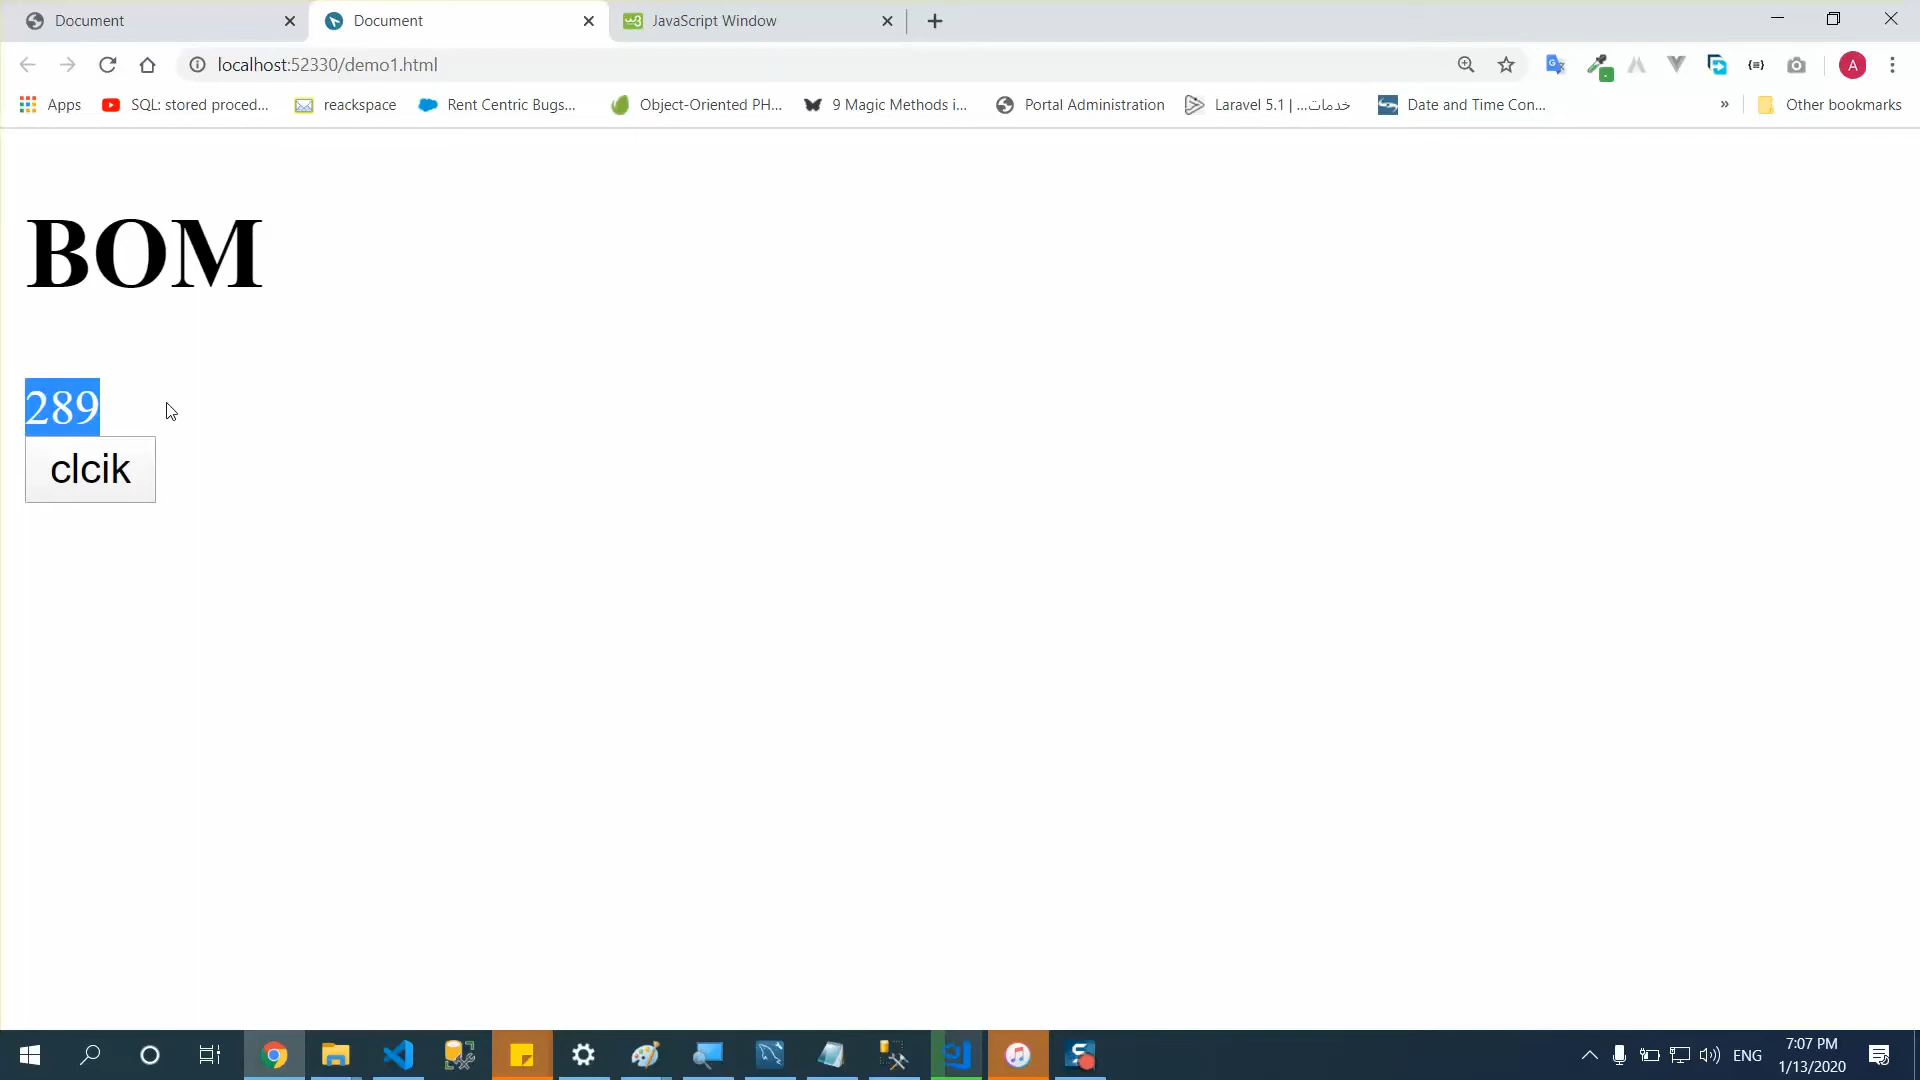 Document
Document
JavaScript Window
localhost:52330/demo1.html
A
Apps
SQL: stored proced...
reackspace
Rent Centric Bugs...
Object-Oriented PH...
9 Magic Methods i...
Portal Administration
Laravel 5.1 | ...خدمات
Date and Time Con...
»
Other bookmarks
BOM
289
clcik
ENG
7:07 PM
1/13/2020